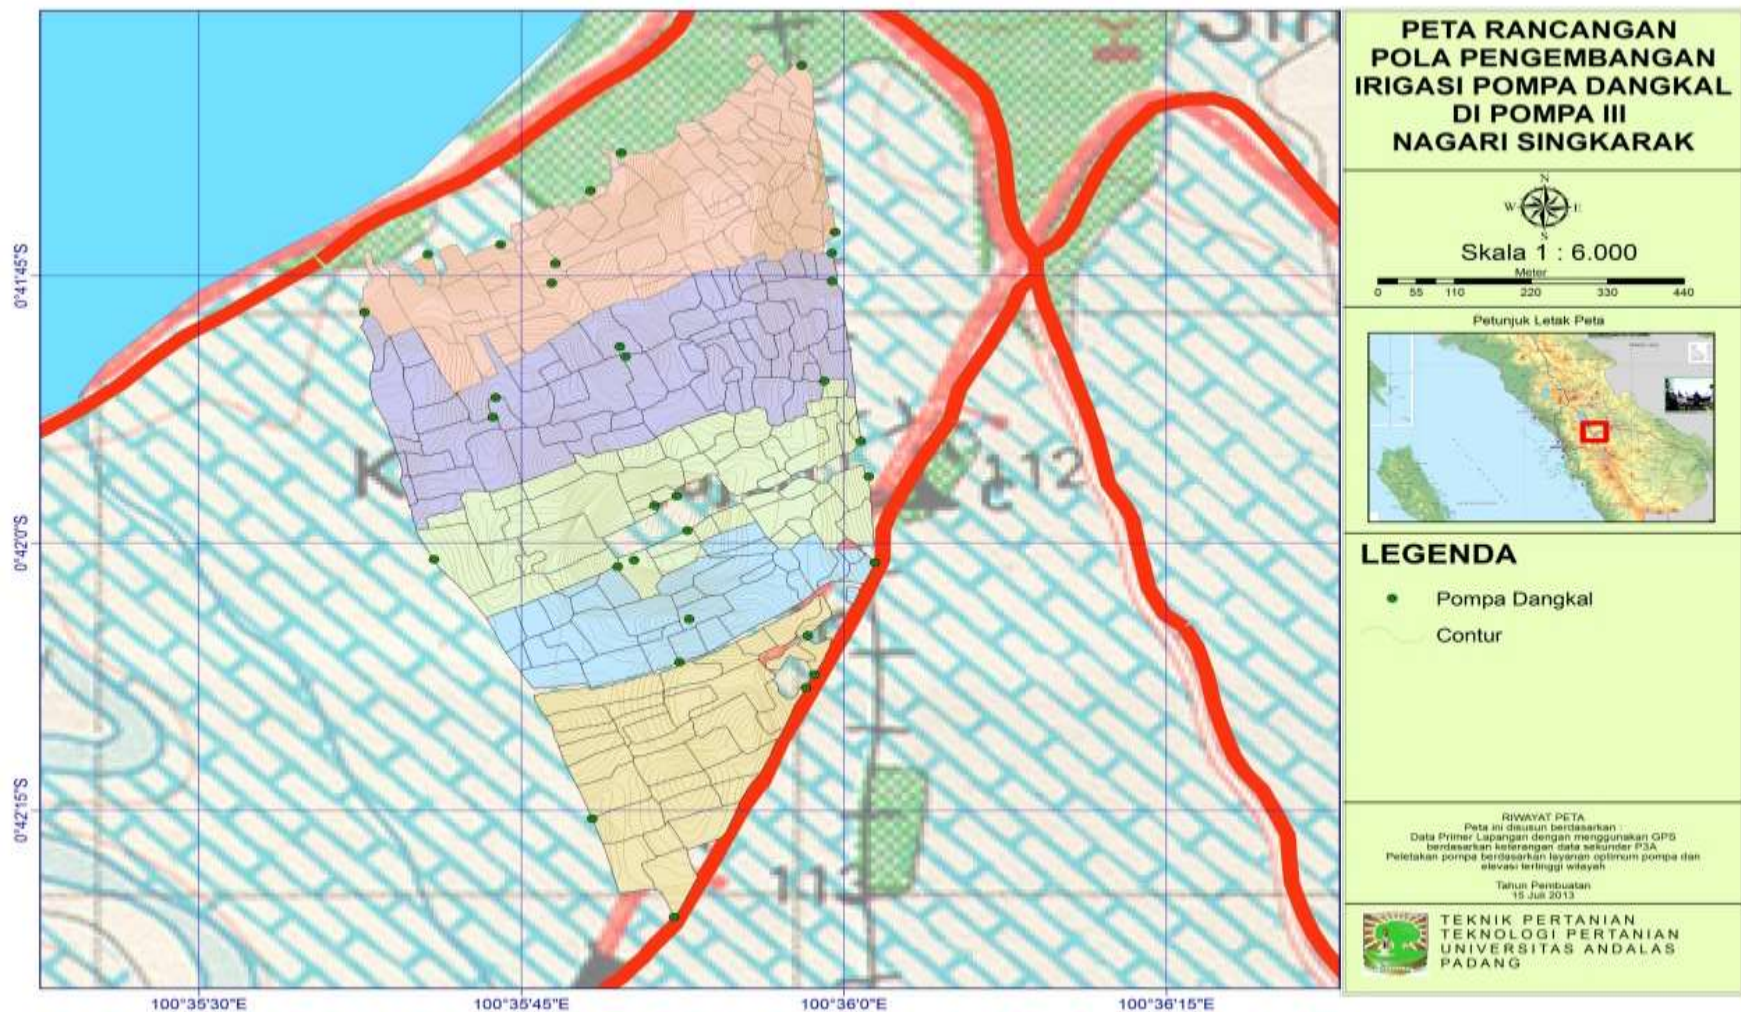 PETA RANCANGAN
POLA PENGEMBANGAN
IRIGASI POMPA DANGKAL
DI POMPA III
NAGARI SINGKARAK
N
W E
S
Skala 1 : 6.000
Meter
0 55 110 220 330 440
Petunjuk Letak Peta
LEGENDA
Pompa Dangkal
Contur
RIWAYAT PETA
Peta ini disusun berdasarkan :
Data Primer Lapangan dengan menggunakan GPS
berdasarkan keterangan data sekunder P3A
Peletakan pompa berdasarkan layanan optimum pompa dan
elevasi tertinggi wilayah
Tahun Pembuatan
15 Juli 2013
TEKNIK PERTANIAN
TEKNOLOGI PERTANIAN
UNIVERSITAS ANDALAS
PADANG
0°41'45"S
0°42'0"S
0°42'15"S
112
C
113
100°35'30"E 100°35'45"E 100°36'0"E 100°36'15"E